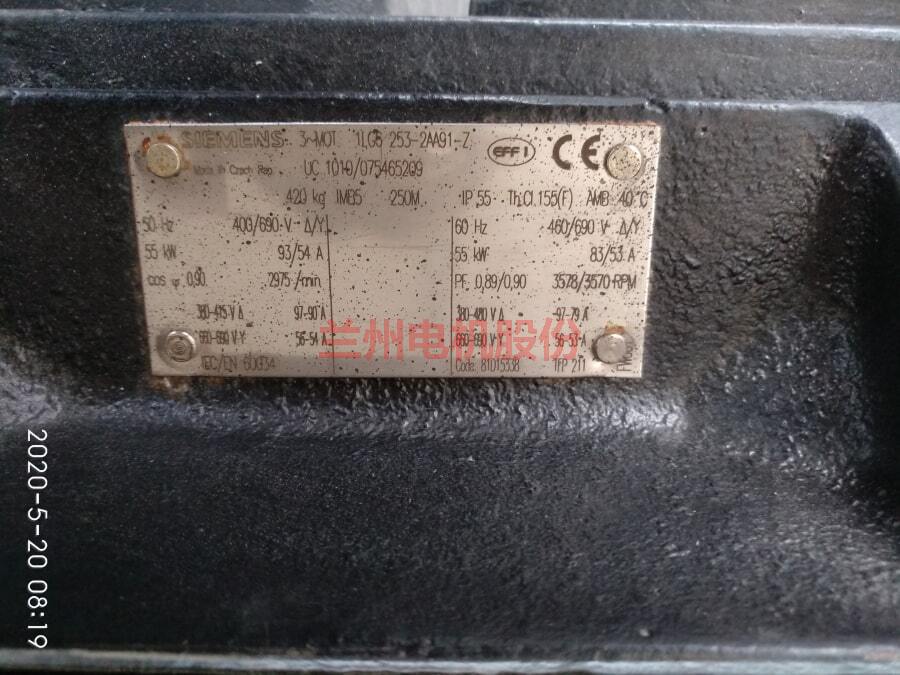 SIEMENS 3~MOT 1LG6 253-2AA91-Z EFF1 CE
Made in Czech Rep. UC 1010/075465209
420 kg IMB5 250M IP 55 Th.Cl.155(F) AMB 40°C
50 Hz 400/690 V Δ/Y 60 Hz 460/690 V Δ/Y
55 kW 93/54 A 55 kW 83/53 A
cos φ 0,90 2975 /min PF 0,89/0,90 3578/3570 RPM
380-415 V Δ 97-90 A 380-480 V Δ 97-79 A
660-690 V Y 56-54 A 660-690 V Y 56-53 A
IEC/EN 60034 Code: 81015338 IFP 211
兰州电机股份
2020-5-20 08:19